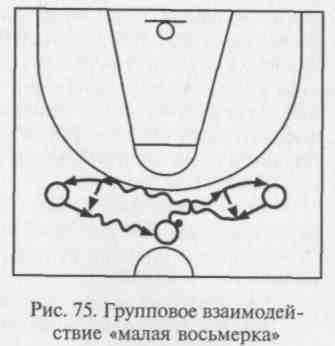 Рис. 75. Групповое взаимодей-
ствие «малая восьмерка»